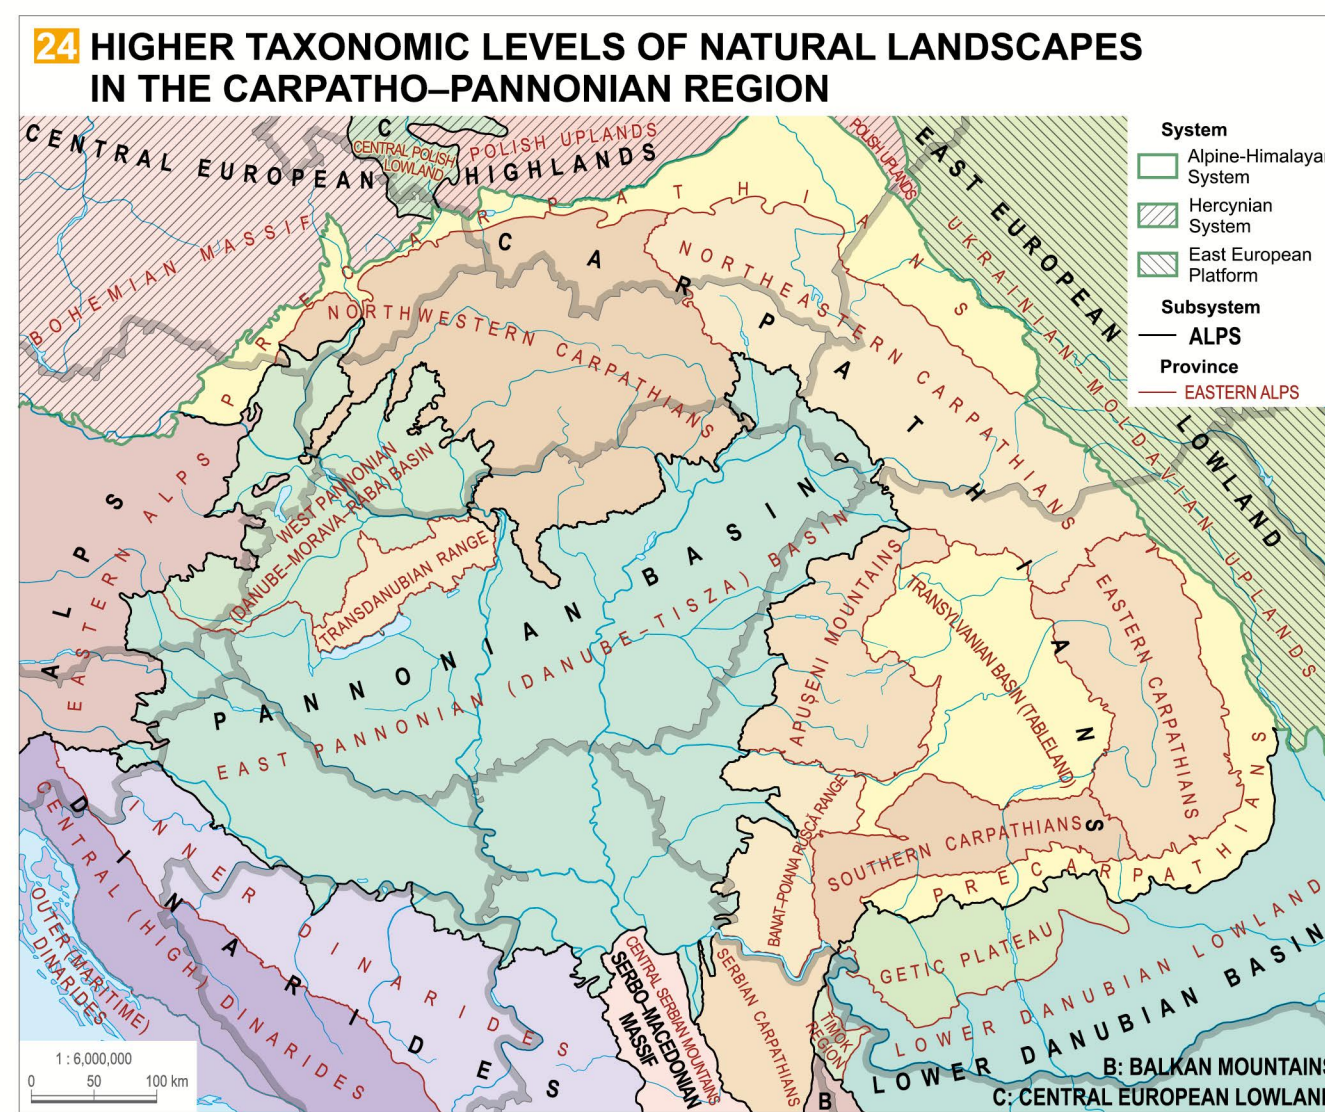 24 HIGHER TAXONOMIC LEVELS OF NATURAL LANDSCAPES
IN THE CARPATHO–PANNONIAN REGION
System
Alpine-Himalayan
System
Hercynian
System
East European
Platform
Subsystem
ALPS
Province
EASTERN ALPS
CENTRAL EUROPEAN HIGHLANDS
C
CENTRAL POLISH
LOWLAND
POLISH UPLANDS
POLISH UPLANDS
EAST EUROPEAN LOWLAND
UKRAINIAN–MOLDAVIAN UPLANDS
BOHEMIAN MASSIF
PRECARPATHIANS
CARPATHIANS
NORTHWESTERN CARPATHIANS
NORTHEASTERN CARPATHIANS
ALPS
EASTERN ALPS
WEST PANNONIAN
(DANUBE–MORAVA–RÁBA) BASIN
TRANSDANUBIAN RANGE
PANNONIAN BASIN
EAST PANNONIAN (DANUBE–TISZA) BASIN
APUŞENI MOUNTAINS
TRANSYLVANIAN BASIN (TABLELAND)
EASTERN CARPATHIANS
SOUTHERN CARPATHIANS
PRECARPATHIANS
BANAT–POIANA RUSCĂ RANGE
DINARIDES
INNER DINARIDES
CENTRAL (HIGH) DINARIDES
OUTER (MARITIME)
DINARIDES
CENTRAL SERBIAN MOUNTAINS
SERBO-MACEDONIAN
MASSIF
SERBIAN CARPATHIANS
TIMOK
REGION
B
GETIC PLATEAU
LOWER DANUBIAN LOWLAND
LOWER DANUBIAN BASIN
B: BALKAN MOUNTAINS
C: CENTRAL EUROPEAN LOWLAND
1 : 6,000,000
0 50 100 km